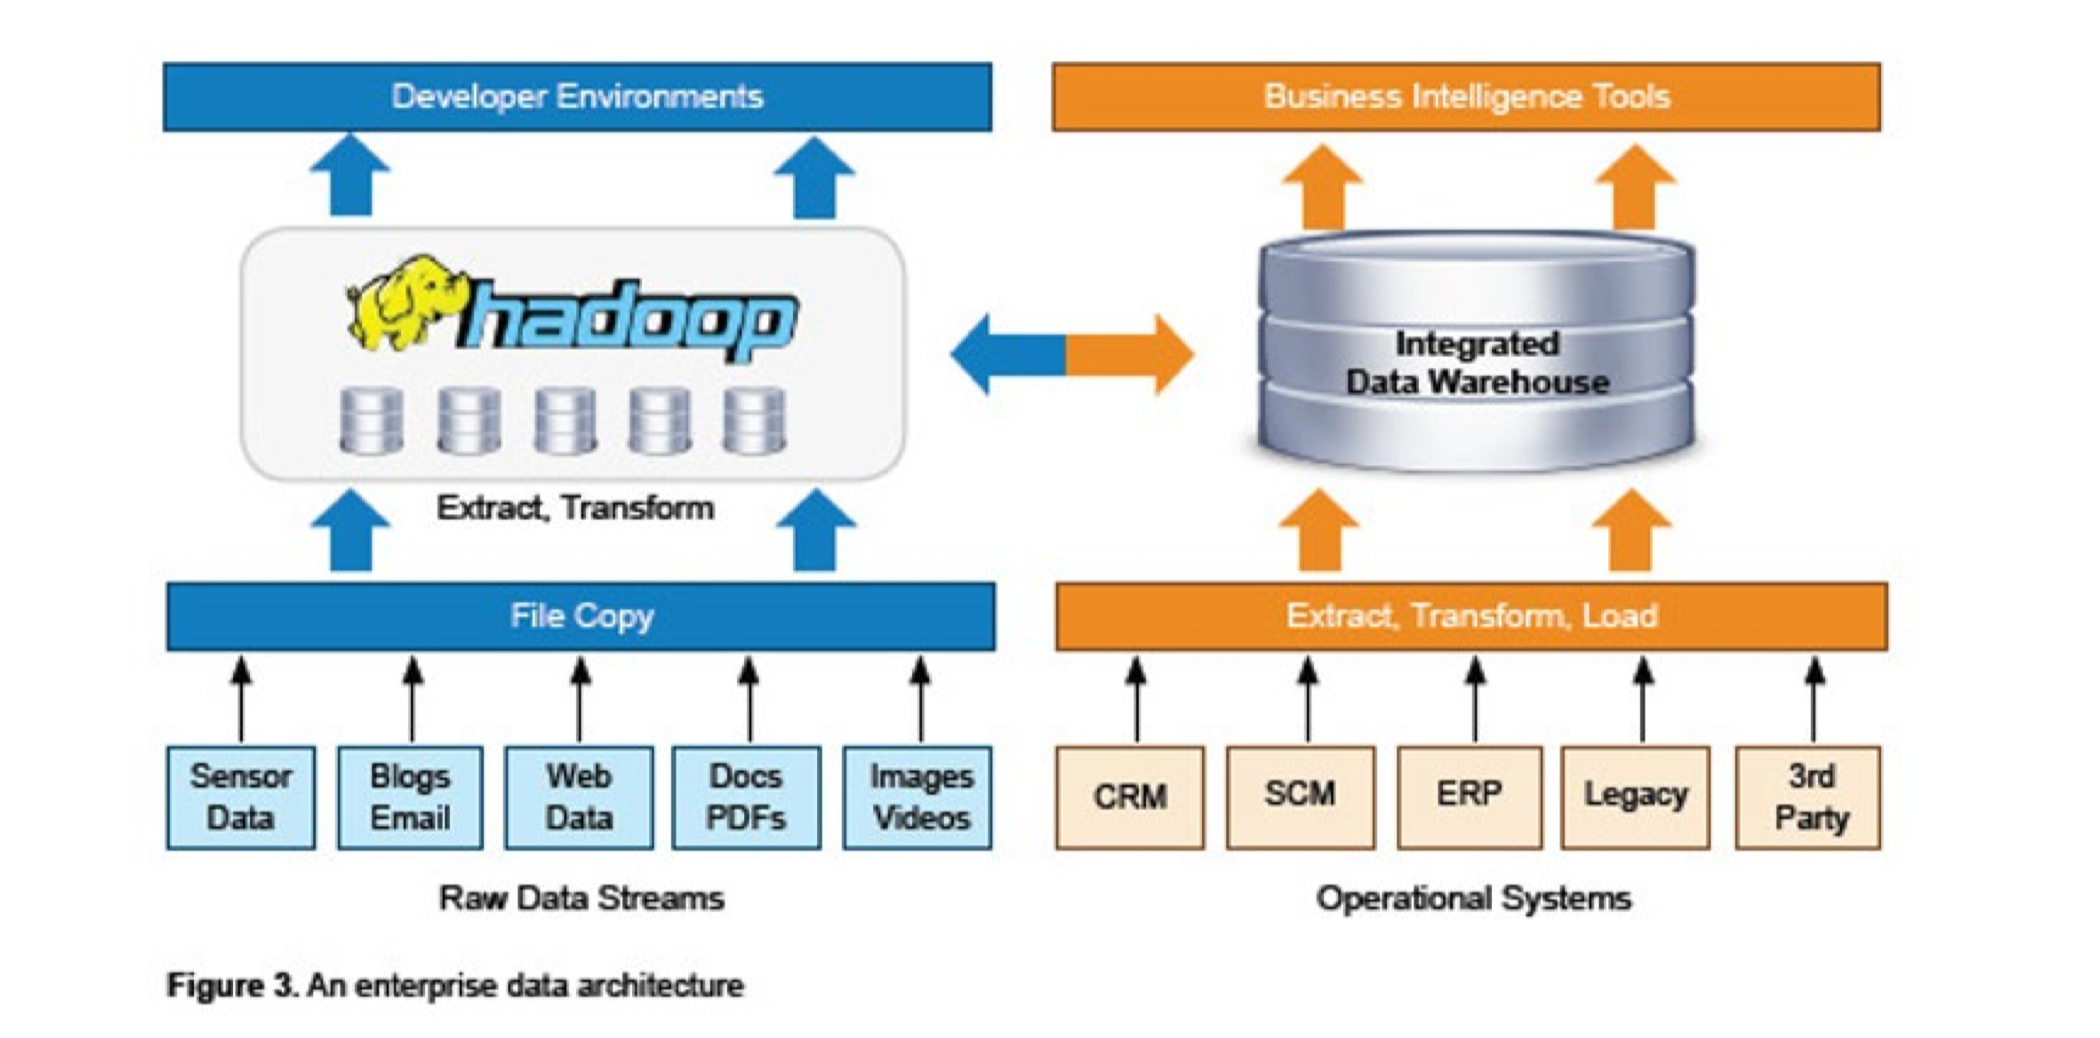 Developer Environments
Business Intelligence Tools
hadoop
Integrated
Data Warehouse
Extract, Transform
File Copy
Extract, Transform, Load
Sensor
Data
Blogs
Email
Web
Data
Docs
PDFs
Images
Videos
CRM
SCM
ERP
Legacy
3rd
Party
Raw Data Streams
Operational Systems
Figure 3. An enterprise data architecture